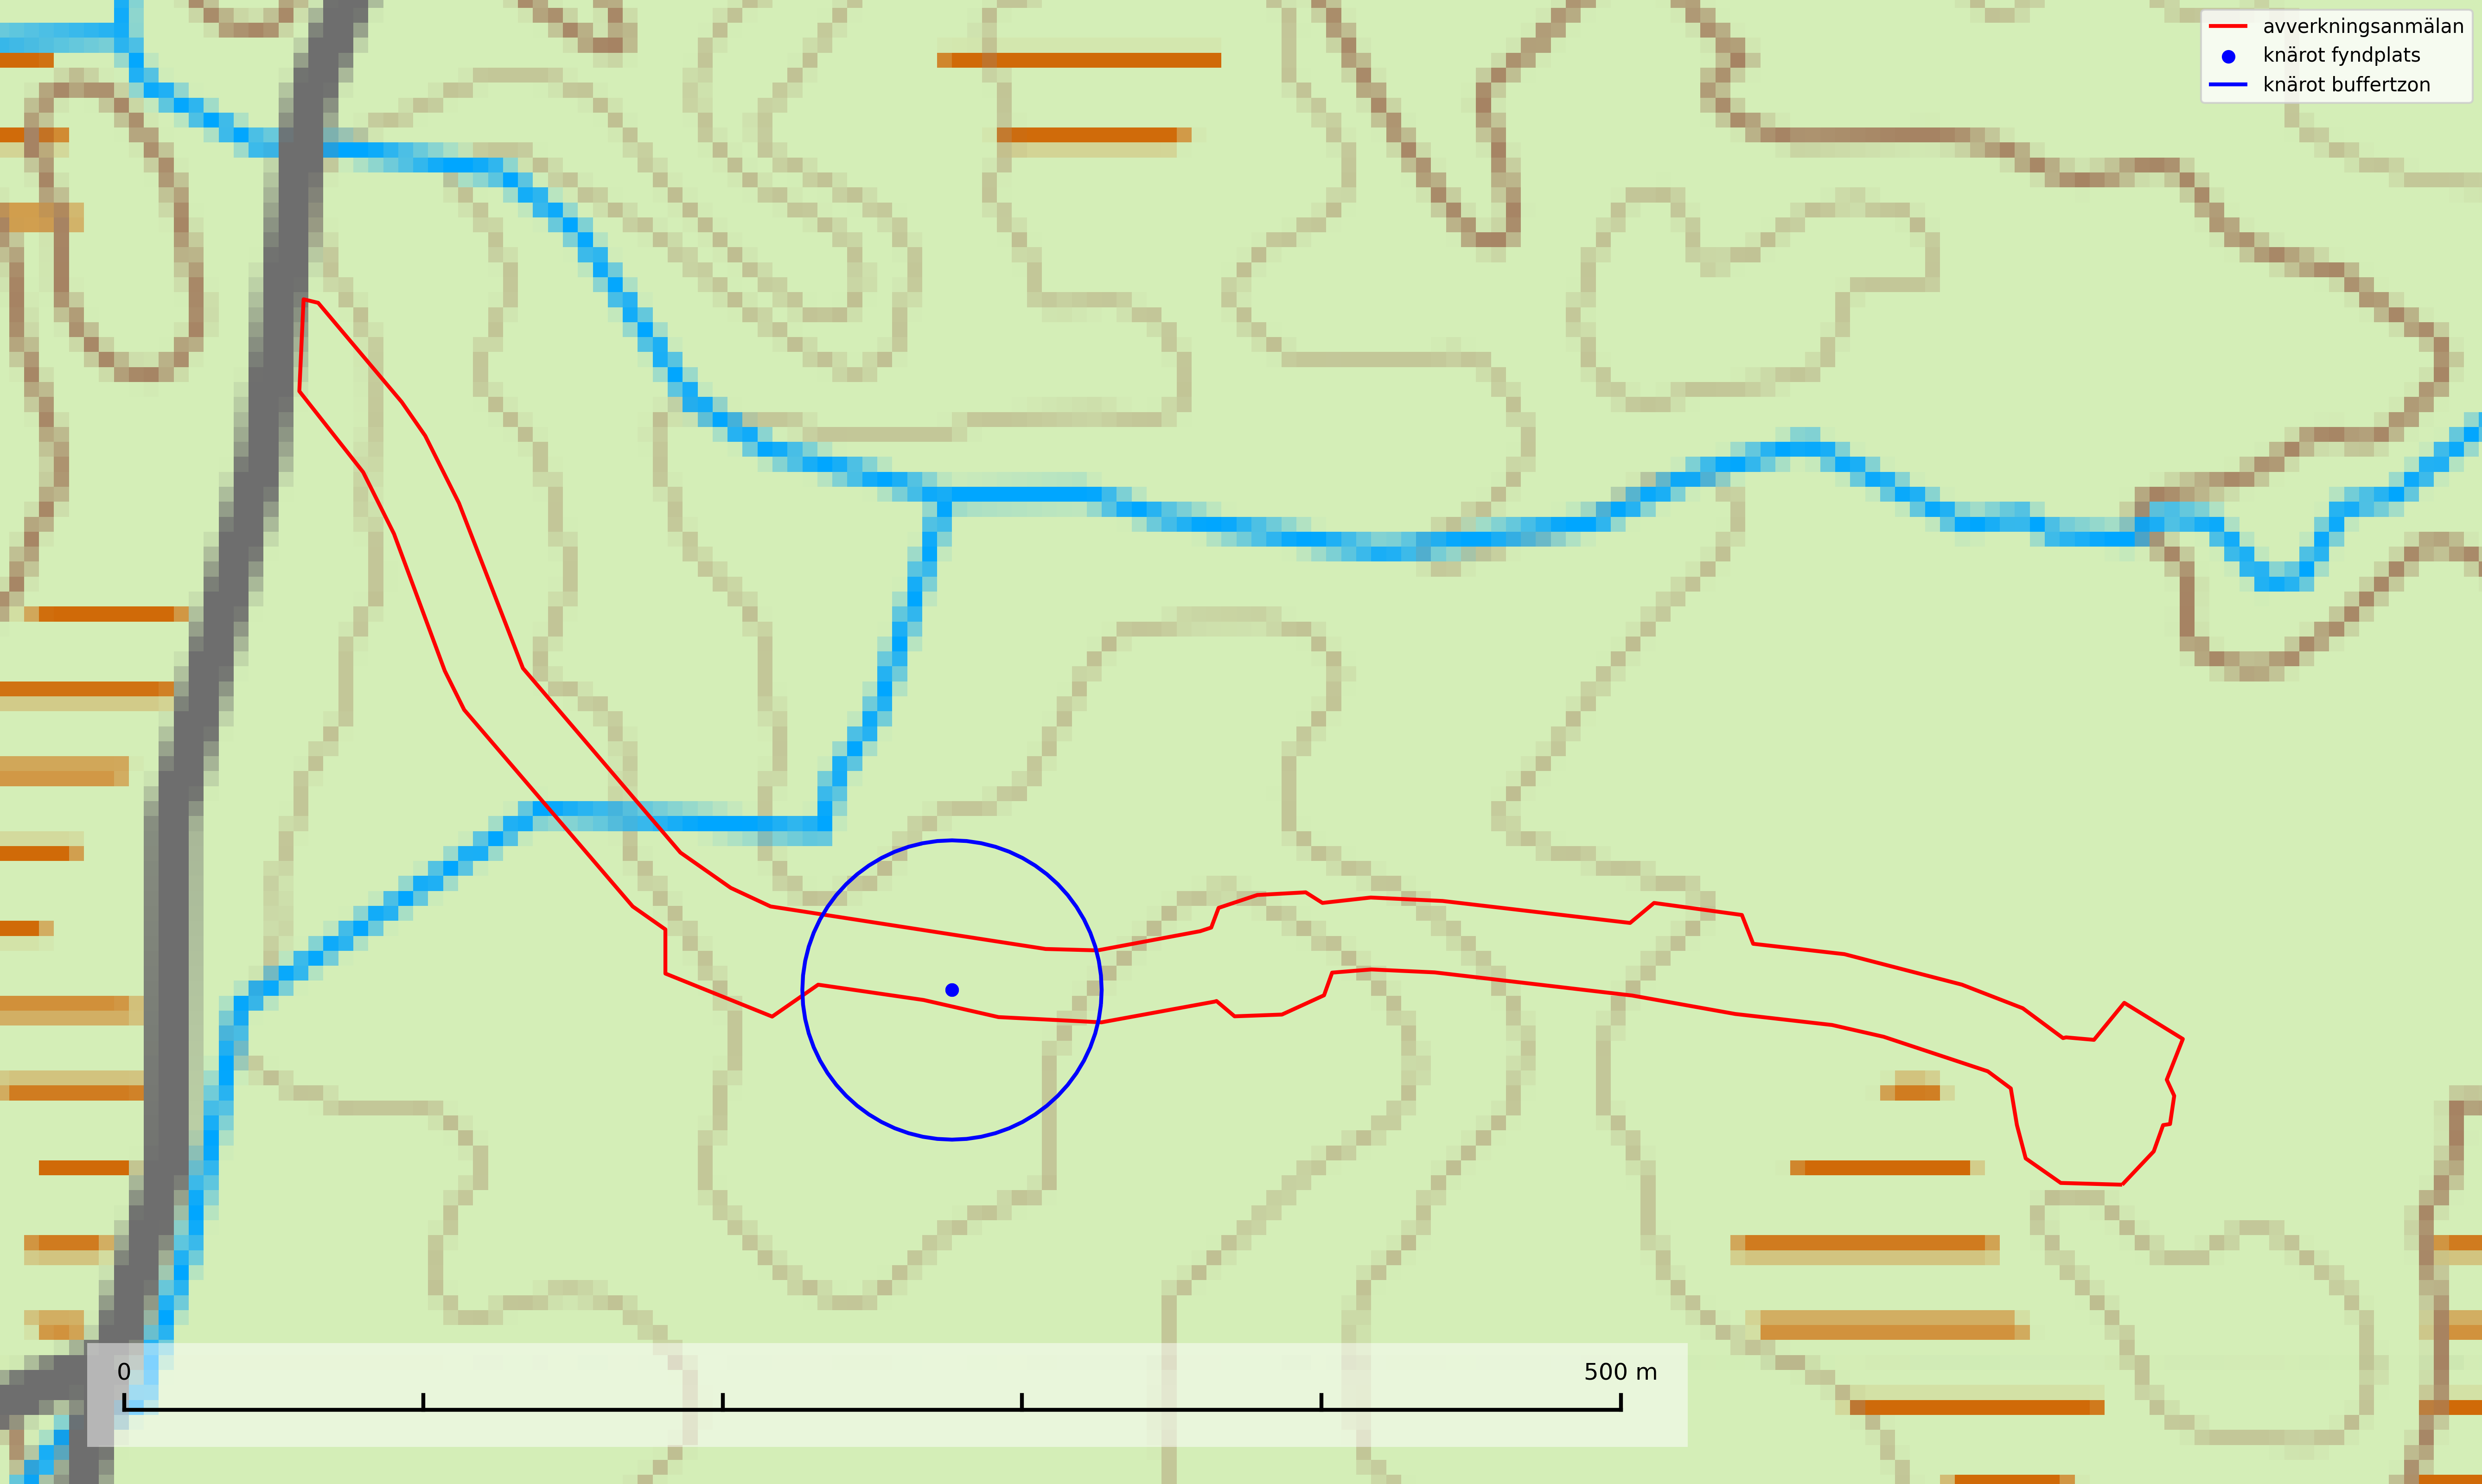 avverkningsanmälan
knärot fyndplats
knärot buffertzon
0 500 m